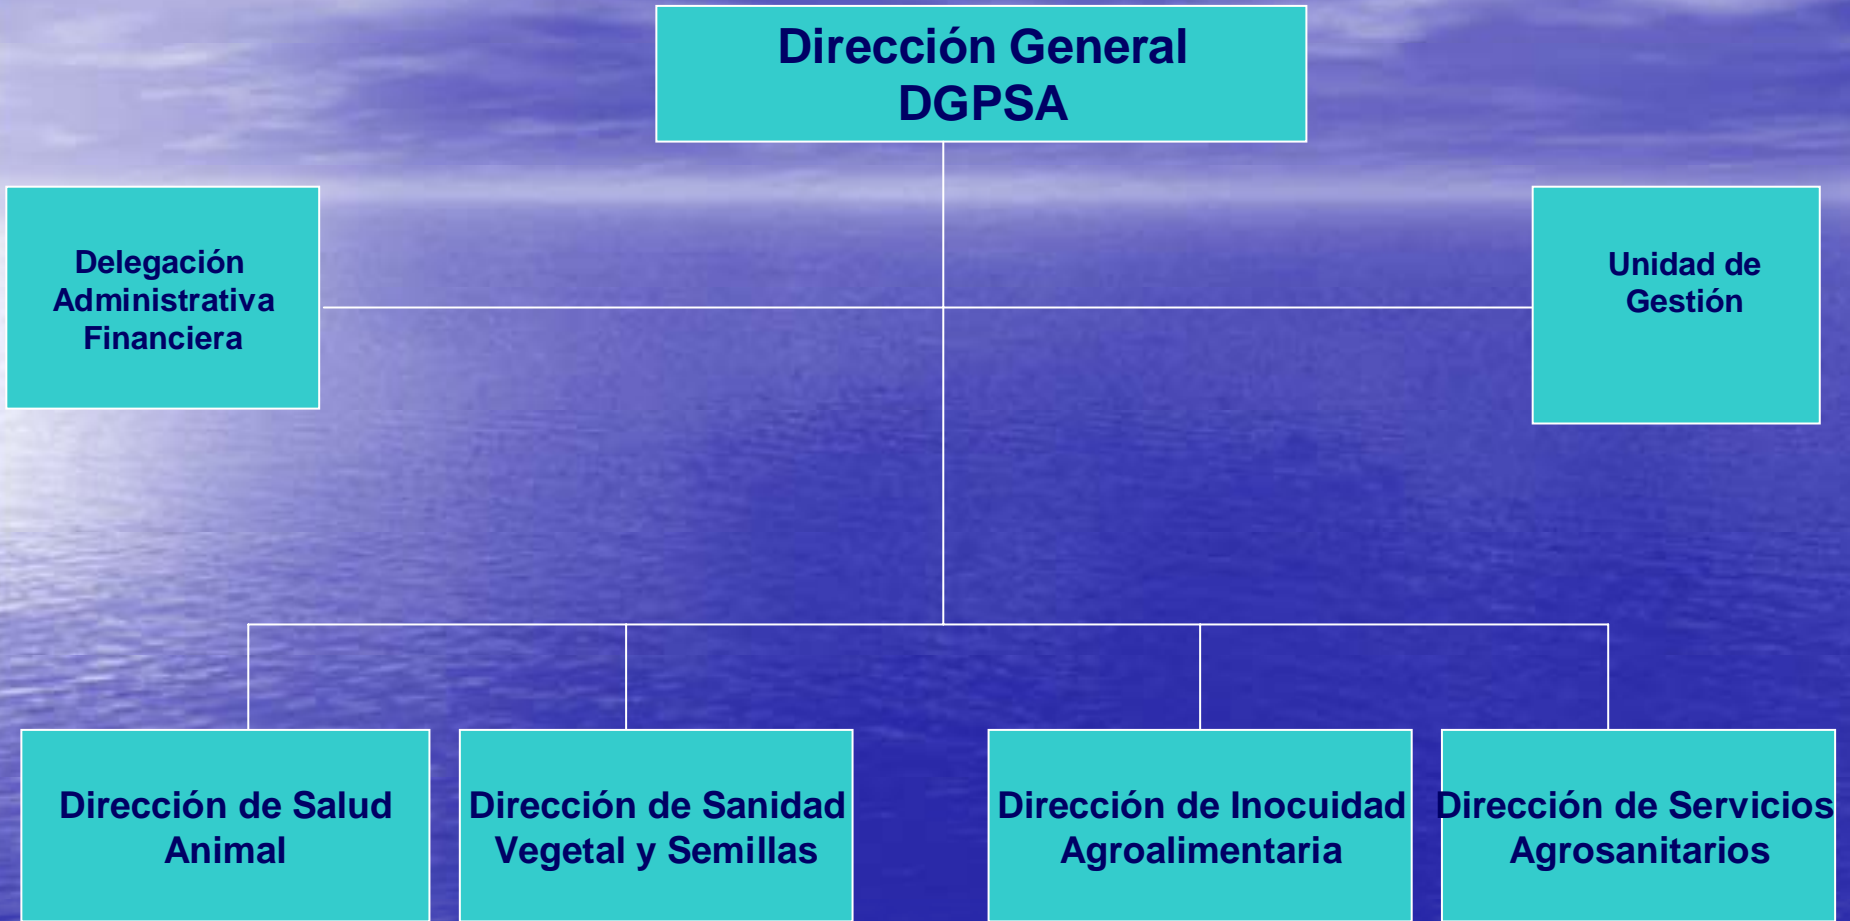 Dirección General
DGPSA
Delegación
Administrativa
Financiera
Unidad de
Gestión
Dirección de Salud
Animal
Dirección de Sanidad
Vegetal y Semillas
Dirección de Inocuidad
Agroalimentaria
Dirección de Servicios
Agrosanitarios